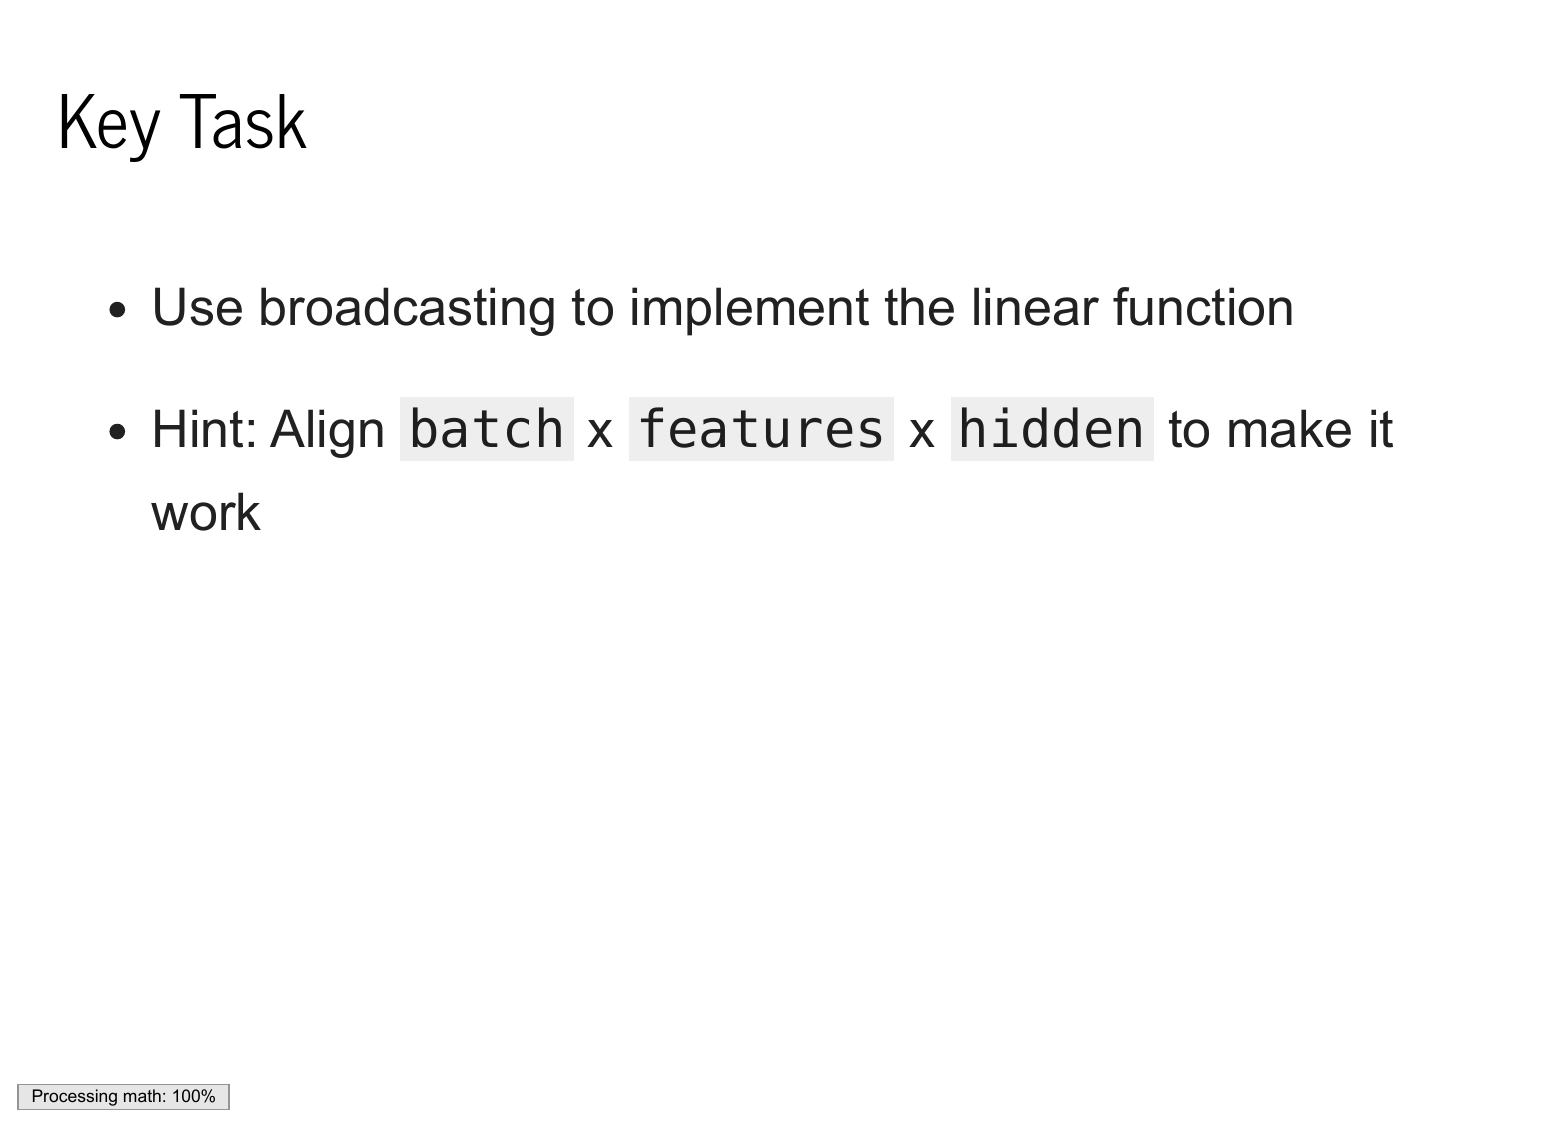 Key Task
• Use broadcasting to implement the linear function
• Hint: Align batch x features x hidden to make it
work
Processing math: 100%